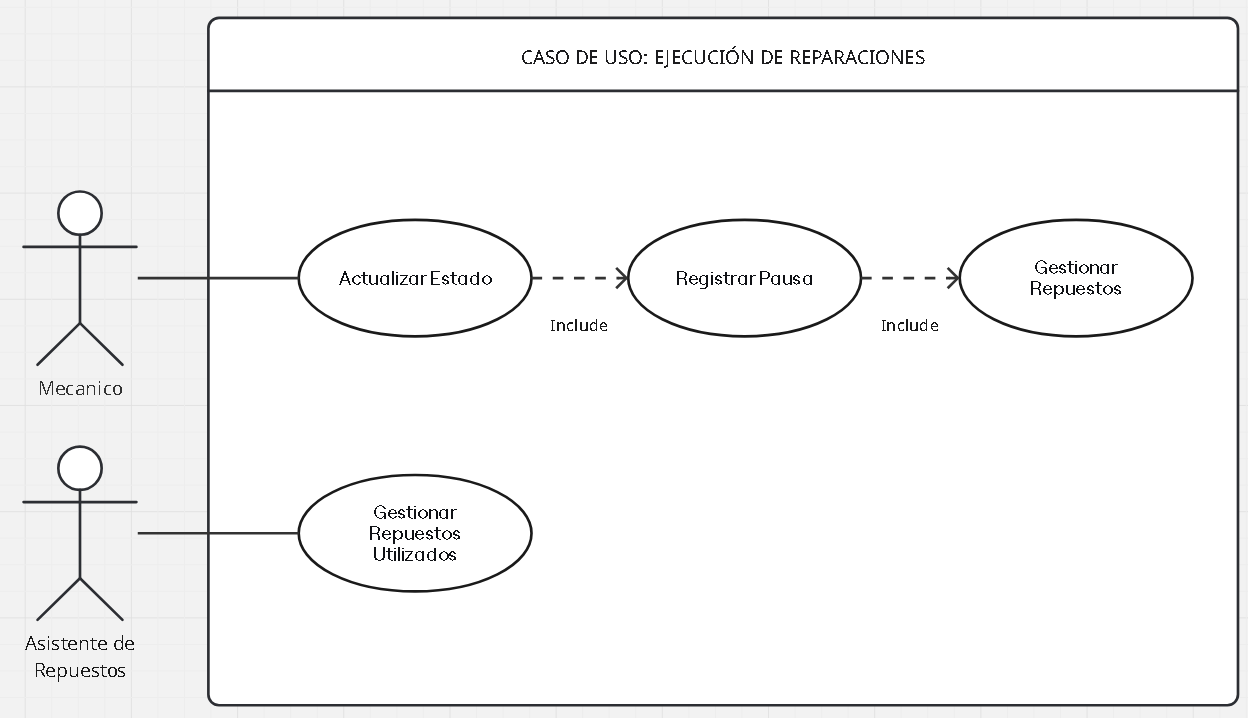 CASO DE USO: EJECUCIÓN DE REPARACIONES
Actualizar Estado
Registrar Pausa
Gestionar
Repuestos
Include
Include
Mecanico
Gestionar
Repuestos
Utilizados
Asistente de
Repuestos